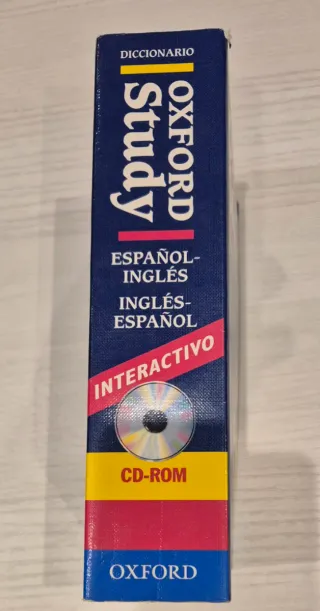 DICCIONARIO
OXFORD
Study
ESPAÑOL-
INGLÉS
INGLÉS-
ESPAÑOL
INTERACTIVO
CD-ROM
OXFORD